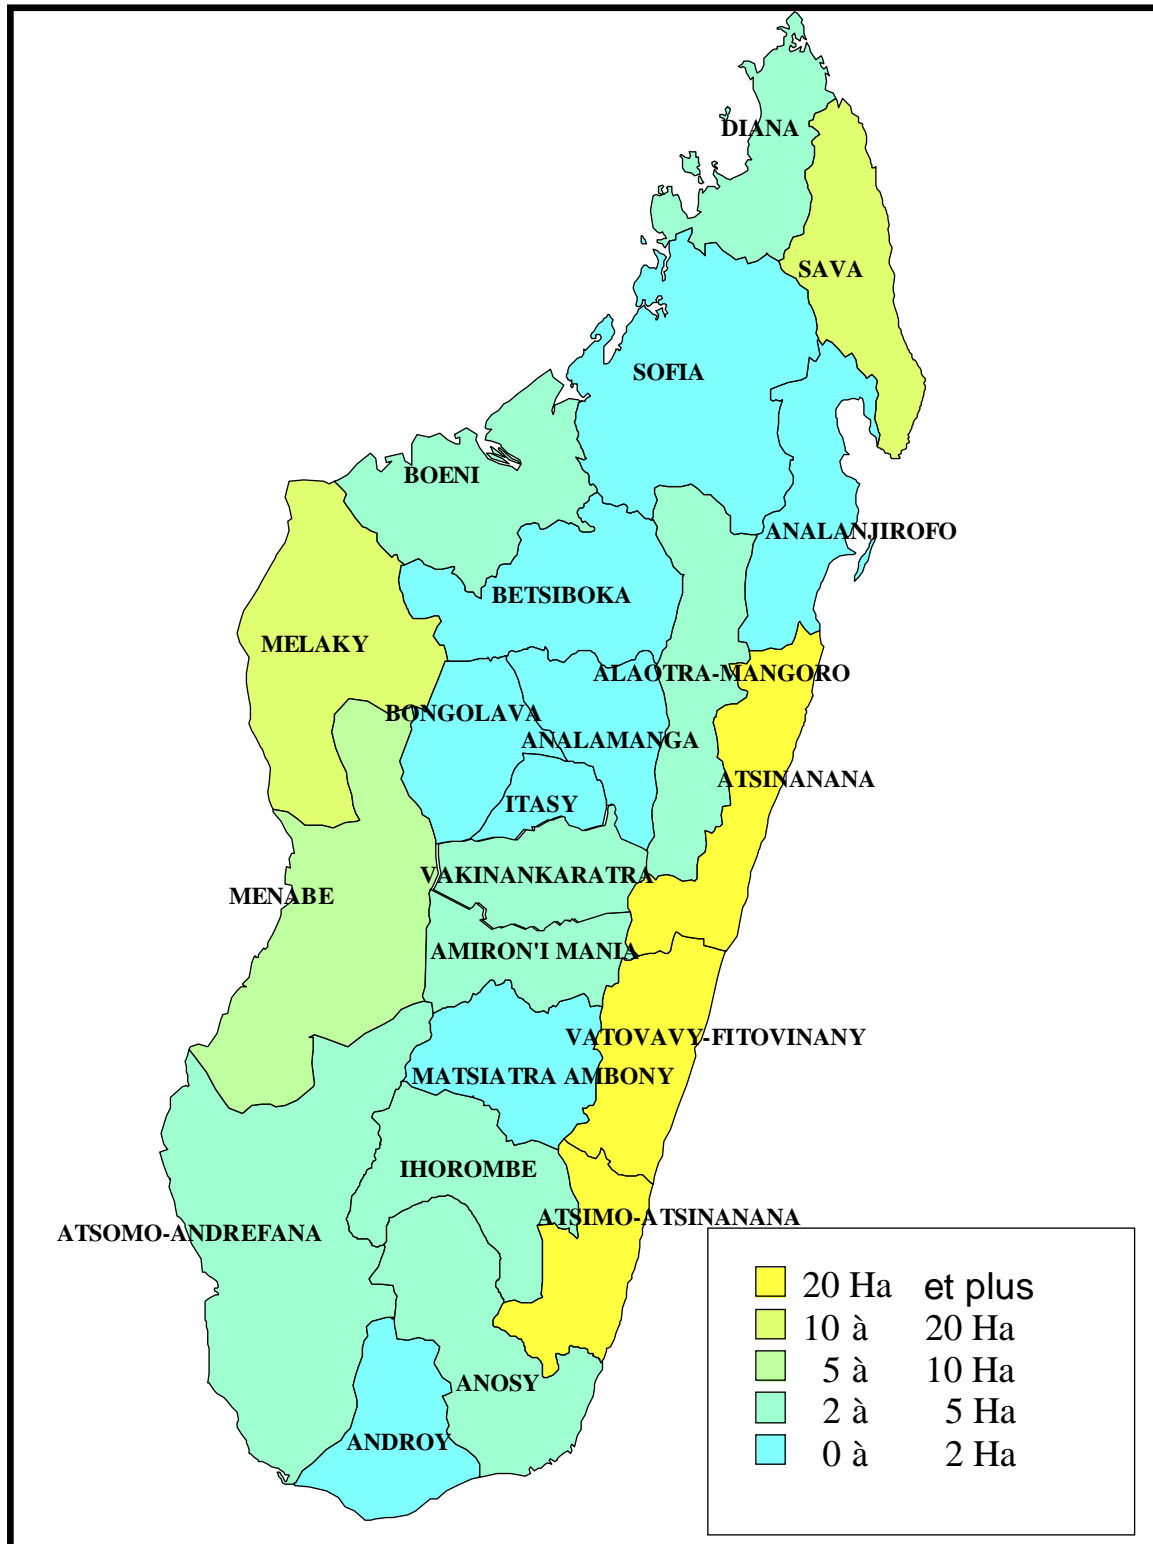 DIANA
SAVA
SOFIA
BOENI
ANALANJIROFO
BETSIBOKA
MELAKY
ALAOTRA-MANGORO
BONGOLAVA
ANALAMANGA
ATSINANANA
ITASY
VAKINANKARATRA
MENABE
AMIRON'I MANIA
VATOVAVY-FITOVINANY
MATSIATRA AMBONY
IHOROMBE
ATSIMO-ATSINANANA
ATSOMO-ANDREFANA
ANOSY
ANDROY
20 Ha et plus
10 à 20 Ha
5 à 10 Ha
2 à 5 Ha
0 à 2 Ha